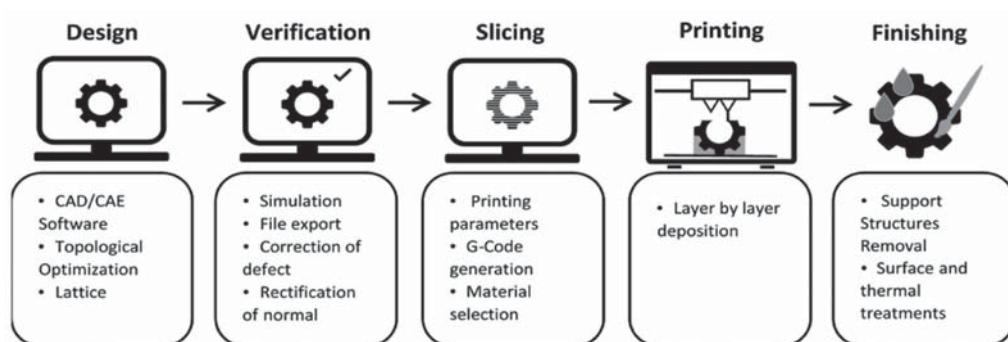 Design
Verification
Slicing
Printing
Finishing
• CAD/CAE
Software
• Topological
Optimization
• Lattice
• Simulation
• File export
• Correction of
defect
• Rectification
of normal
• Printing
parameters
• G-Code
generation
• Material
selection
• Layer by layer
deposition
• Support
Structures
Removal
• Surface and
thermal
treatments